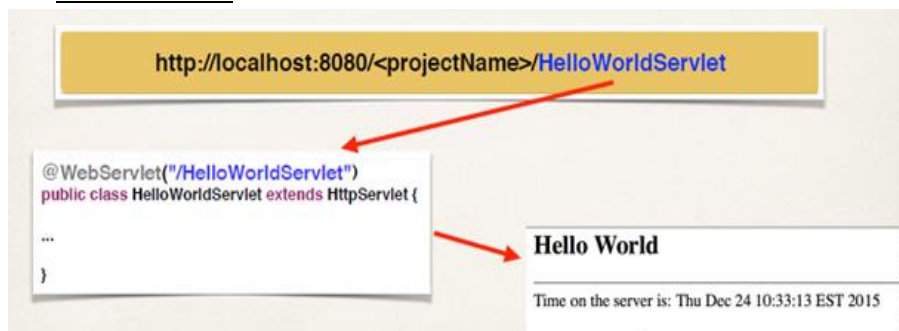 http://localhost:8080/<projectName>/HelloWorldServlet
@WebServlet("/HelloWorldServlet")
public class HelloWorldServlet extends HttpServlet {
...
}
Hello World
Time on the server is: Thu Dec 24 10:33:13 EST 2015